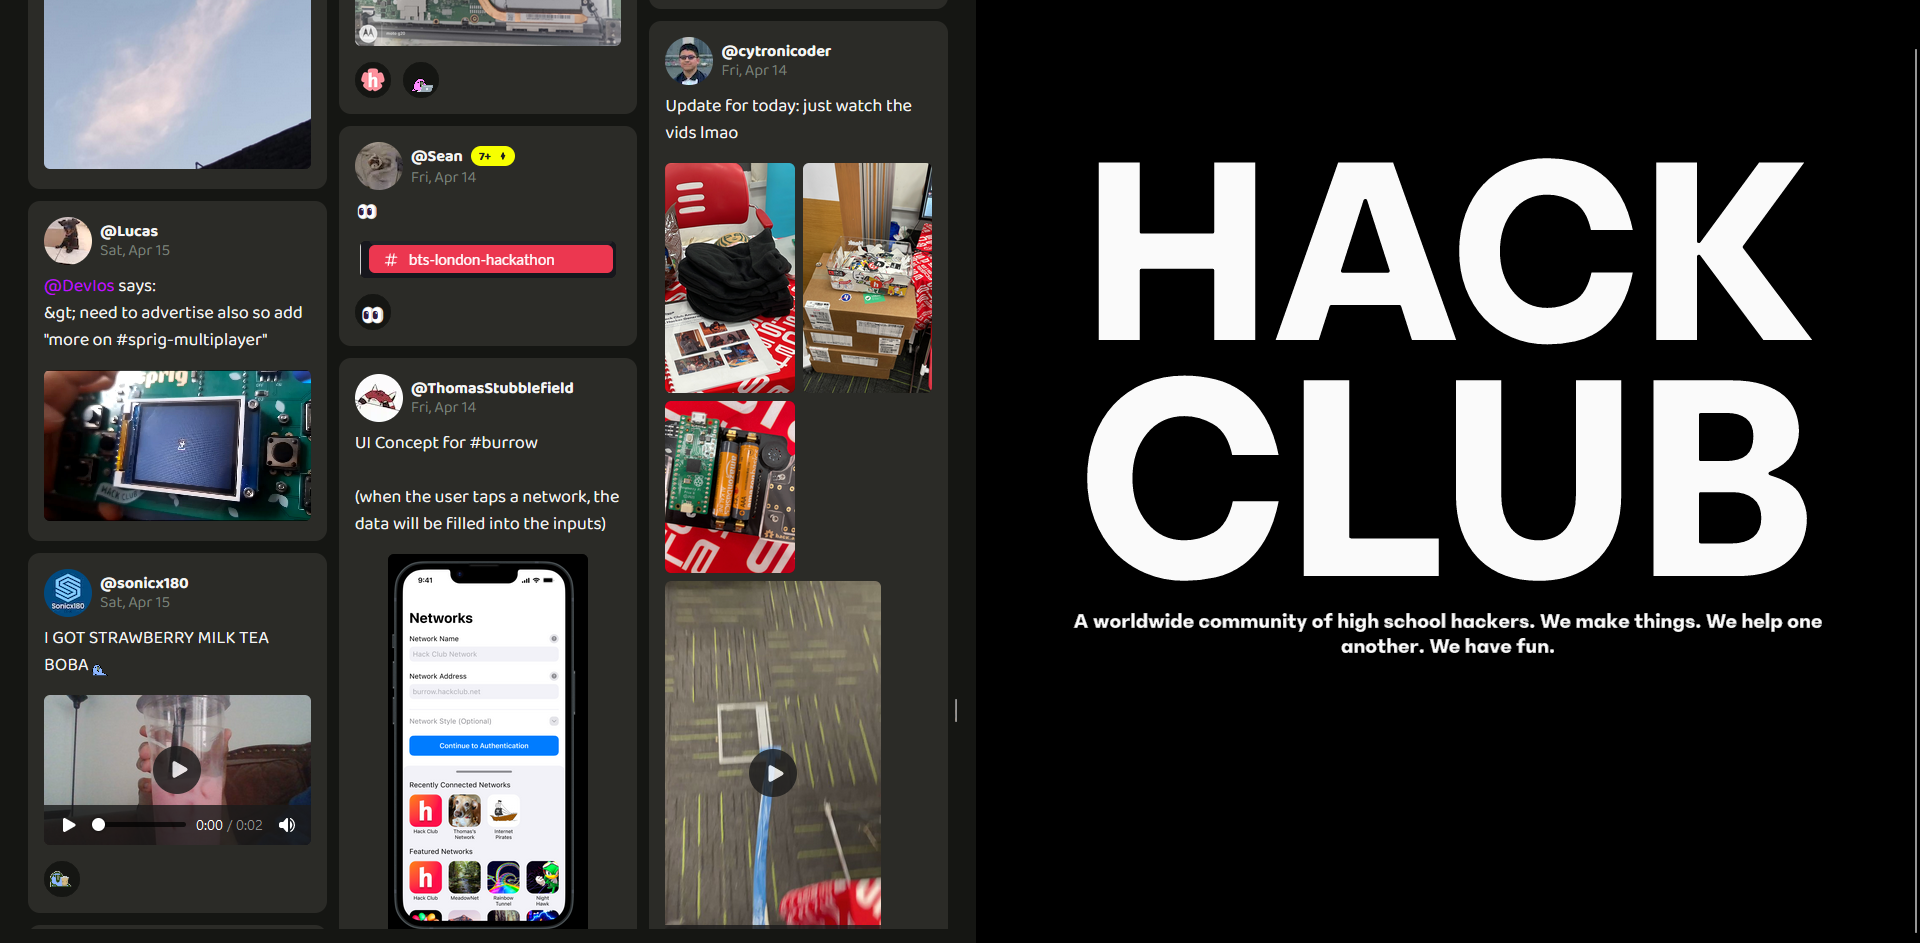 @Lucas
Sat, Apr 15
@Devlos says:
&gt; need to advertise also so add
"more on #sprig-multiplayer"
sprig
HACK CLUB
@sonicx180
Sat, Apr 15
Sonicx180
I GOT STRAWBERRY MILK TEA
BOBA
0:00 / 0:02
@Sean 7+
Fri, Apr 14
# bts-london-hackathon
@ThomasStubblefield
Fri, Apr 14
UI Concept for #burrow
(when the user taps a network, the
data will be filled into the inputs)
9:41
Networks
Network Name
Hack Club Network
Network Address
burrow.hackclub.net
Network Style (Optional)
Continue to Authentication
Recently Connected Networks
h
Hack Club
Thomas's
Network
Internet
Pirates
Featured Networks
h
Hack Club
MeadowNet
Rainbow
Tunnel
Night
Hawk
@cytronicoder
Fri, Apr 14
Update for today: just watch the
vids lmao
HACK
CLUB
A worldwide community of high school hackers. We make things. We help one
another. We have fun.